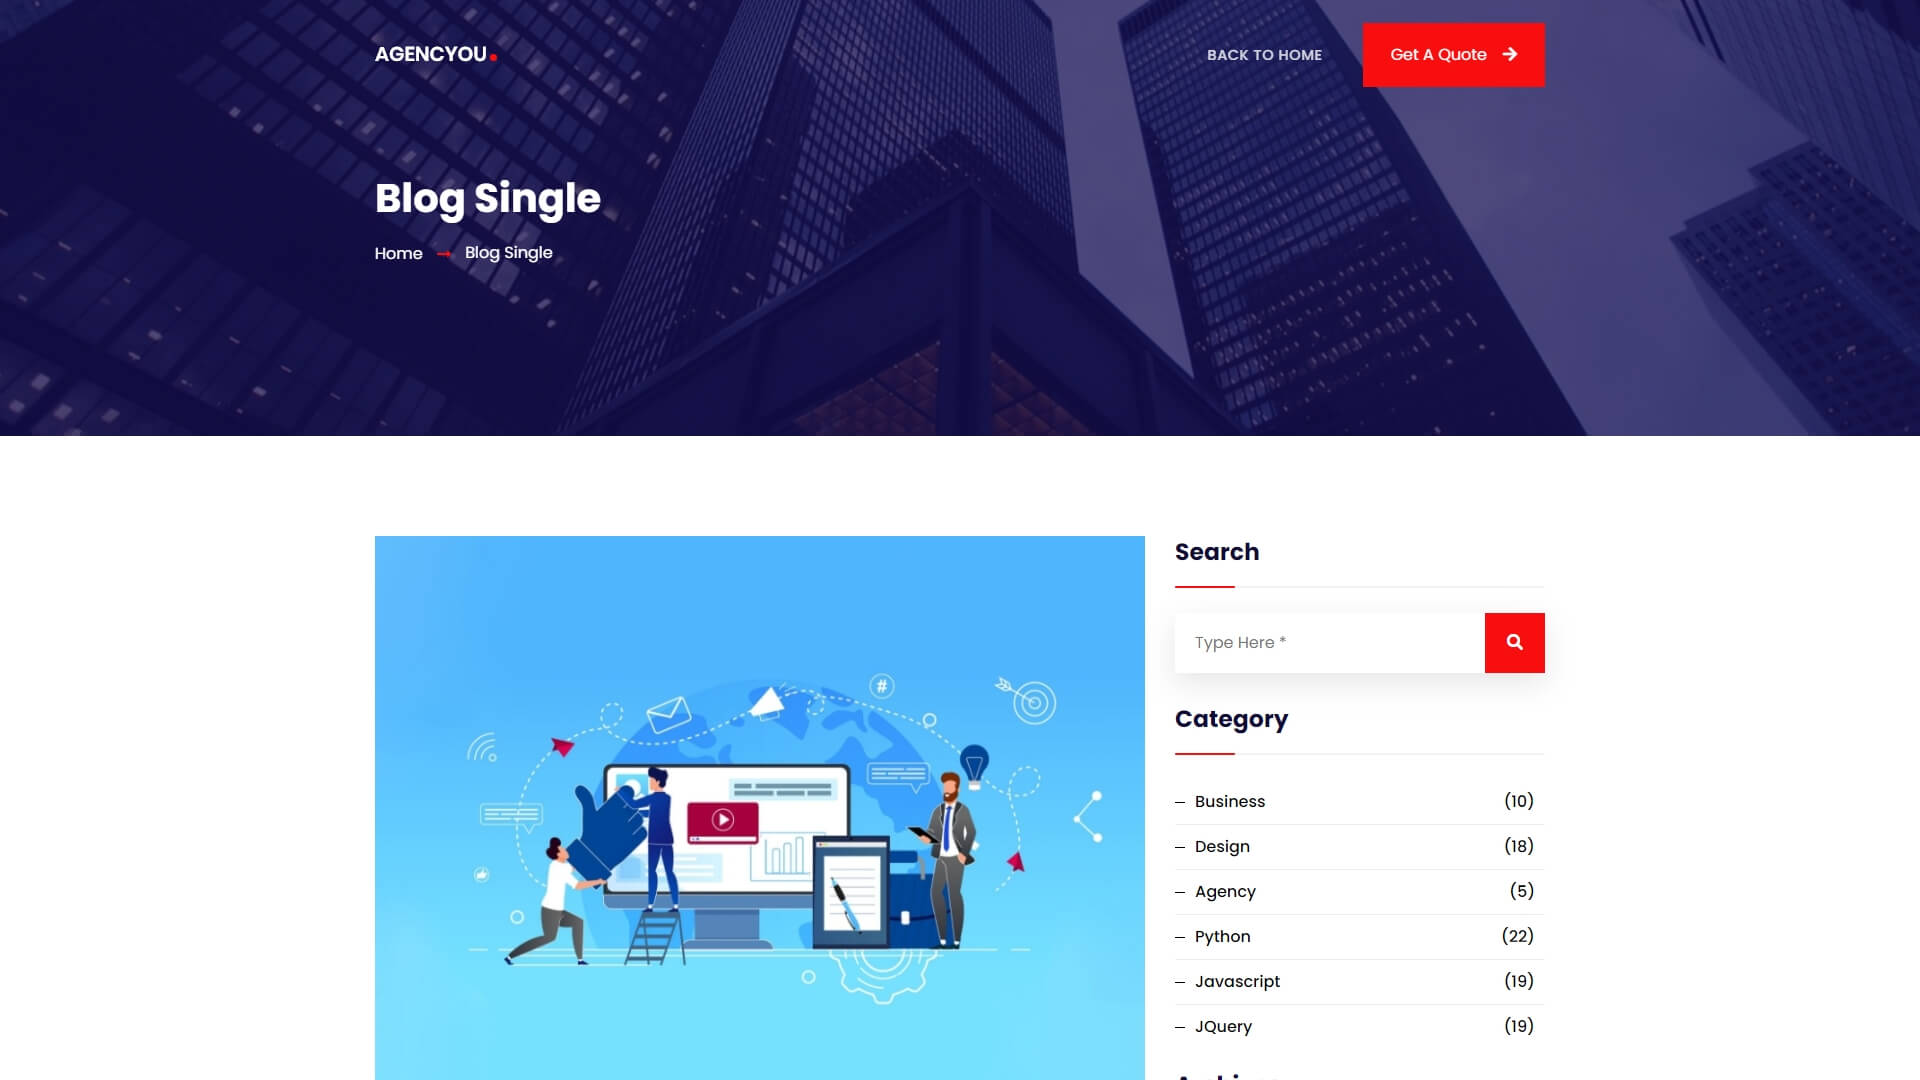 AGENCYOU.
BACK TO HOME
Get A Quote
Blog Single
Home
Blog Single
#
Search
Type Here *
Category
Business (10)
Design (18)
Agency (5)
Python (22)
Javascript (19)
JQuery (19)